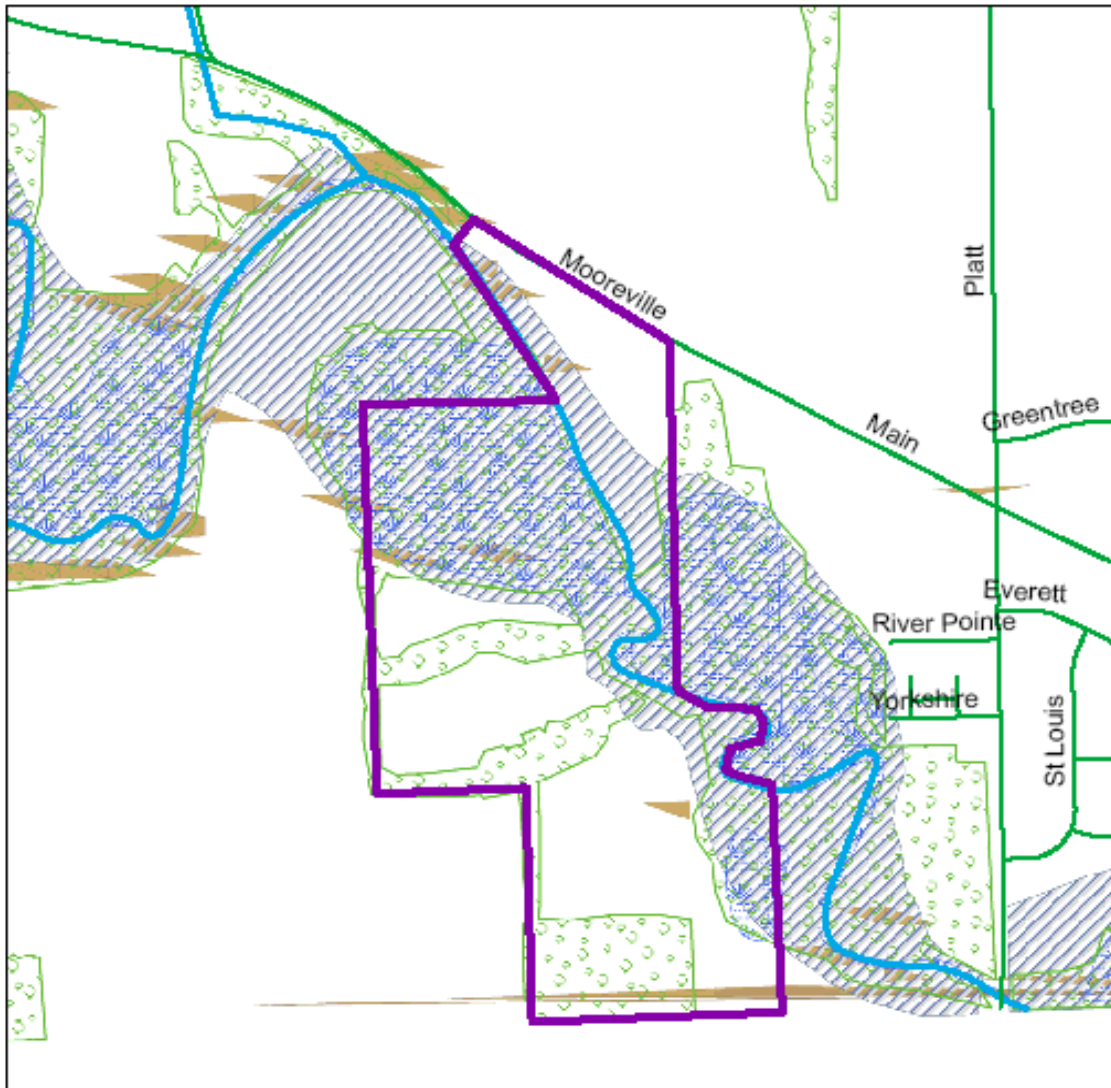 Mooreville
Platt
Main
Greentree
Everett
River Pointe
Yorkshire
St Louis